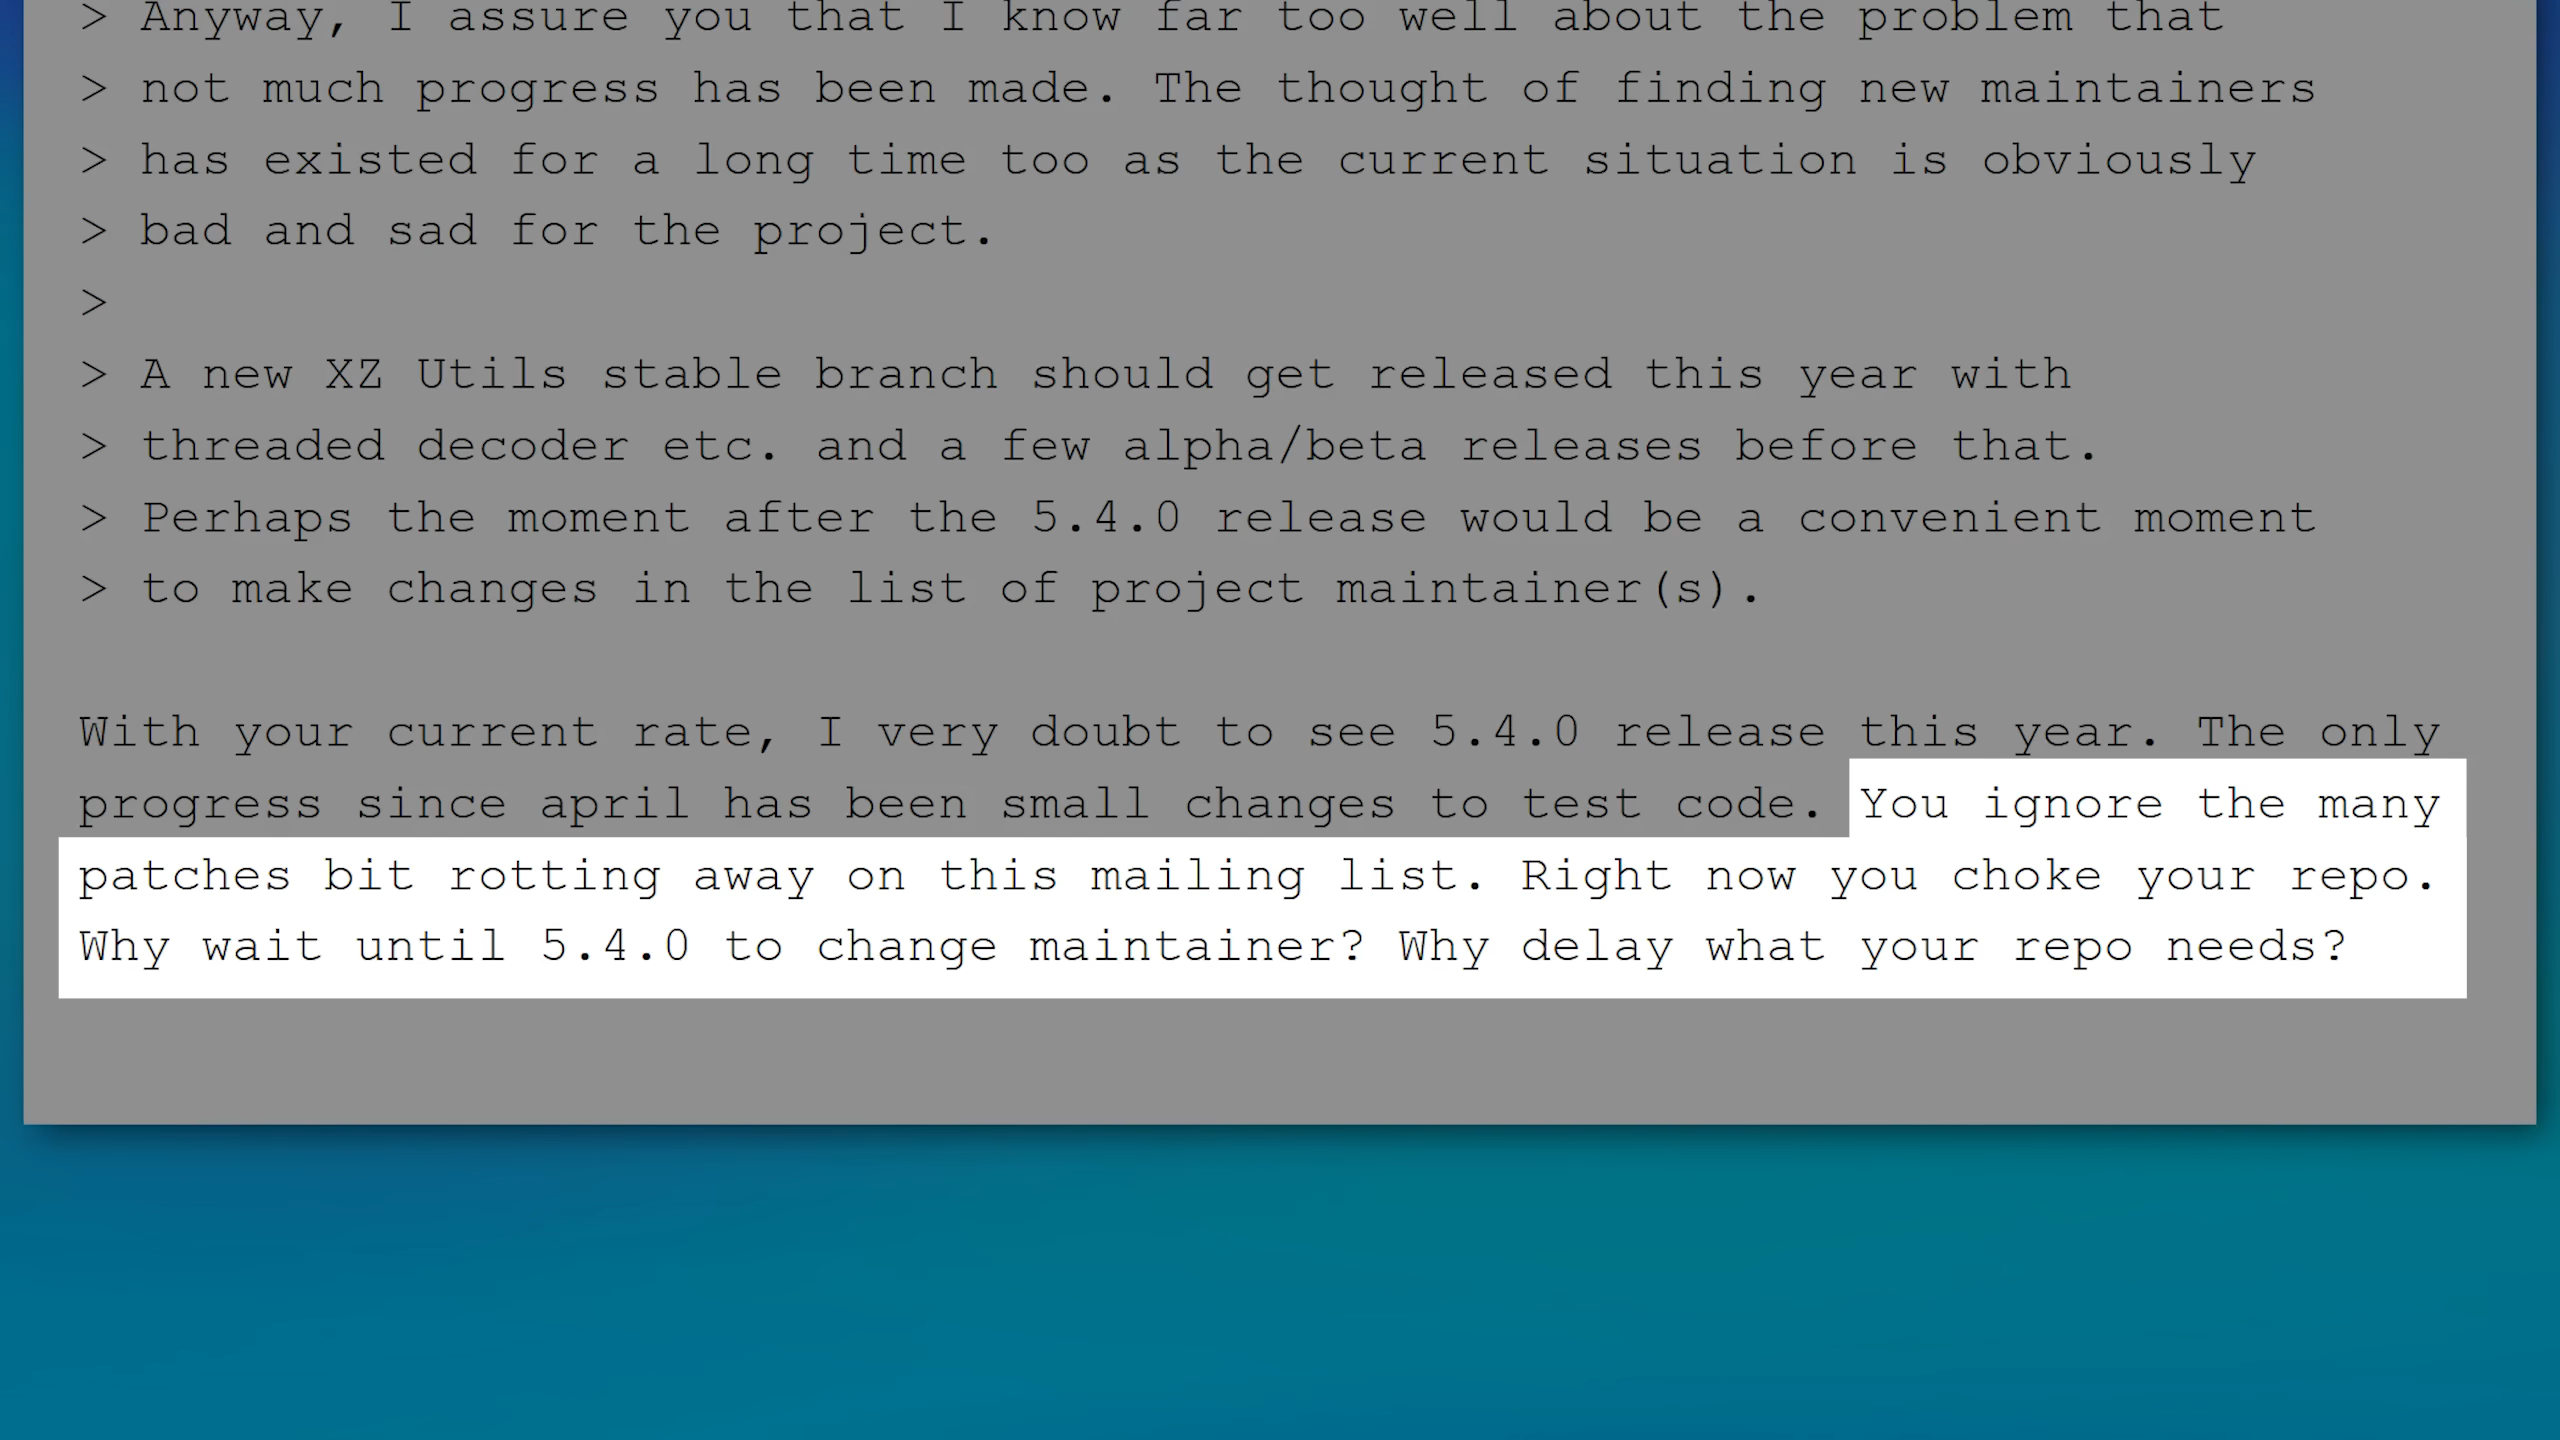 > Anyway, I assure you that I know far too well about the problem that
> not much progress has been made. The thought of finding new maintainers
> has existed for a long time too as the current situation is obviously
> bad and sad for the project.
>
> A new XZ Utils stable branch should get released this year with
> threaded decoder etc. and a few alpha/beta releases before that.
> Perhaps the moment after the 5.4.0 release would be a convenient moment
> to make changes in the list of project maintainer(s).
With your current rate, I very doubt to see 5.4.0 release this year. The only
progress since april has been small changes to test code. You ignore the many
patches bit rotting away on this mailing list. Right now you choke your repo.
Why wait until 5.4.0 to change maintainer? Why delay what your repo needs?